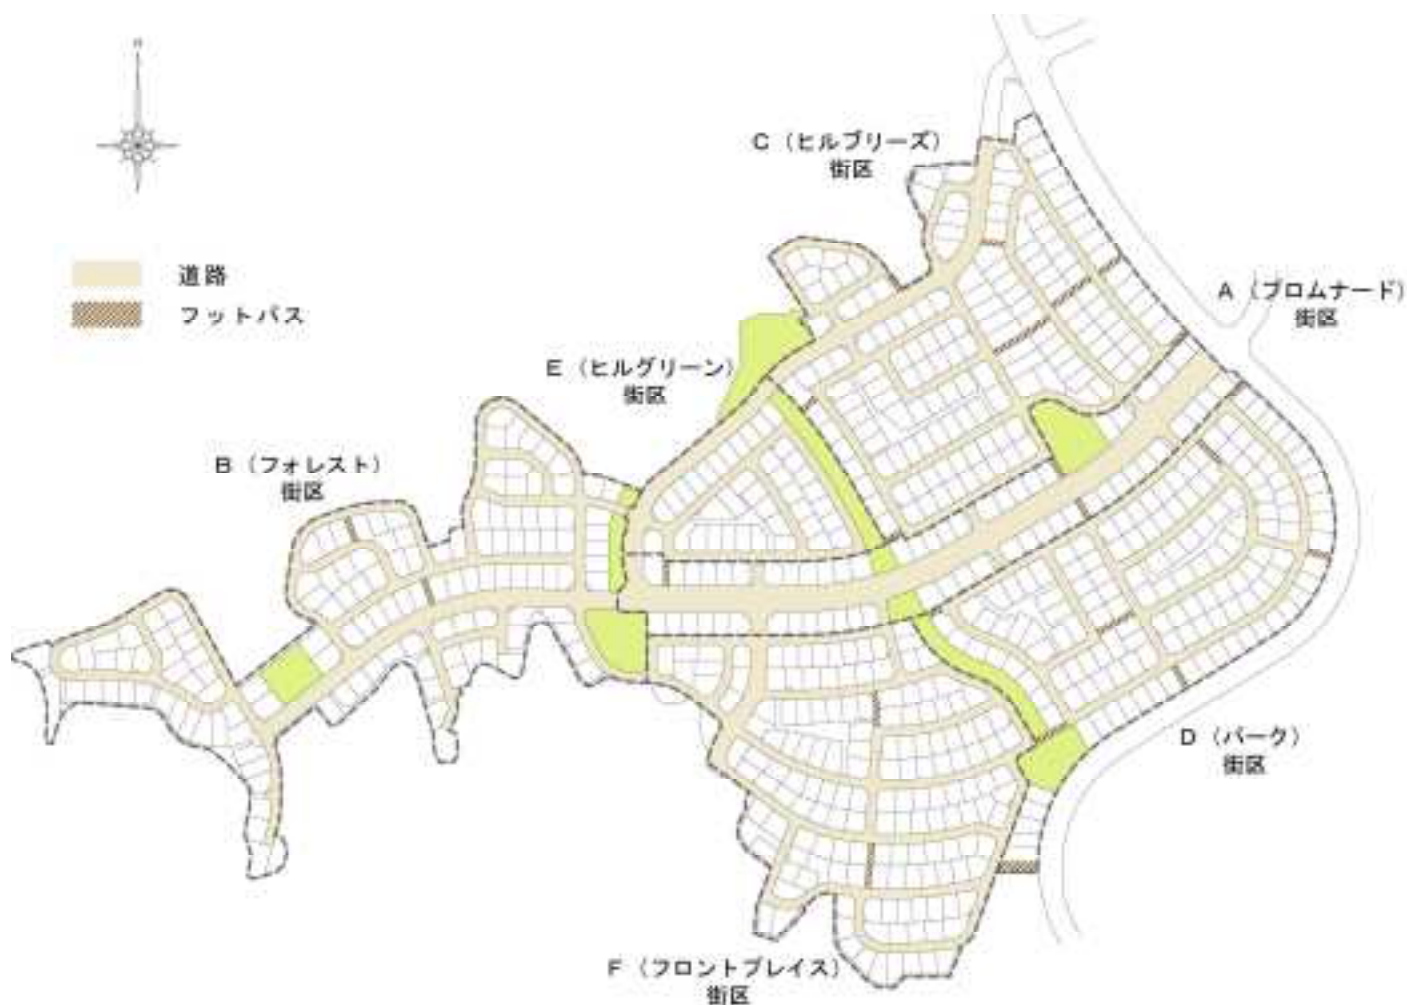 N
C（ヒルブリーズ）
街区
道路
フットパス
A（プロムナード）
街区
E（ヒルグリーン）
街区
B（フォレスト）
街区
D（パーク）
街区
F（フロントプレイス）
街区